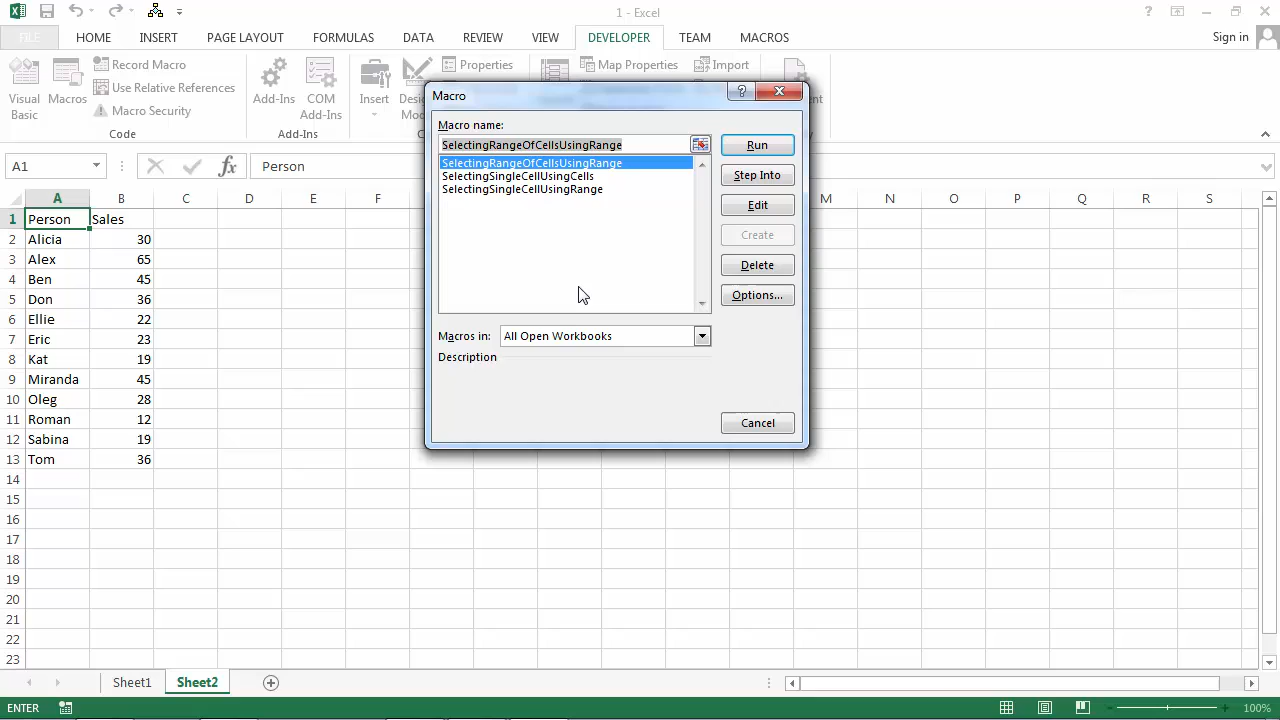 1 - Excel
Sign in
FILE HOME INSERT PAGE LAYOUT FORMULAS DATA REVIEW VIEW DEVELOPER TEAM MACROS
Visual Basic
Macros
Record Macro
Use Relative References
Macro Security
Code
Add-Ins
COM Add-Ins
Add-Ins
Insert
Properties
Map Properties
Import
Macro
Macro name:
SelectingRangeOfCellsUsingRange
SelectingRangeOfCellsUsingRange
SelectingSingleCellUsingCells
SelectingSingleCellUsingRange
Run
Step Into
Edit
Create
Delete
Options...
Macros in: All Open Workbooks
Description
Cancel
A1 fx Person
A B C D E F M N O P Q R S
1 Person Sales
2 Alicia 30
3 Alex 65
4 Ben 45
5 Don 36
6 Ellie 22
7 Eric 23
8 Kat 19
9 Miranda 45
10 Oleg 28
11 Roman 12
12 Sabina 19
13 Tom 36
14
15
16
17
18
19
20
21
22
23
Sheet1 Sheet2
ENTER 100%